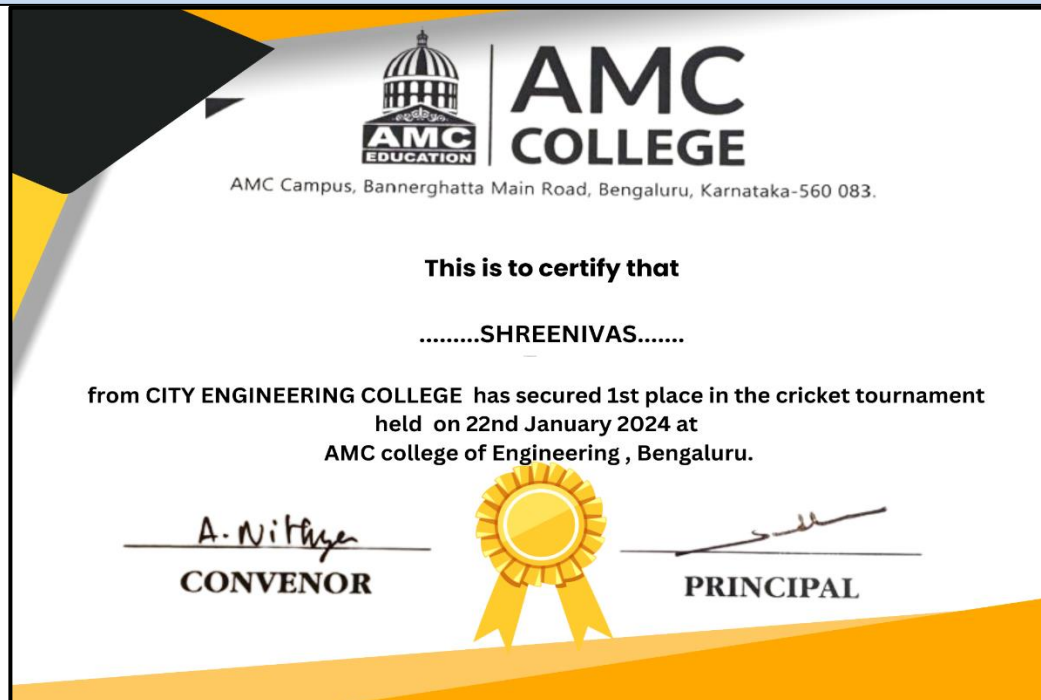 AMC
EDUCATION
AMC
COLLEGE
AMC Campus, Bannerghatta Main Road, Bengaluru, Karnataka-560 083.
This is to certify that
.........SHREENIVAS.......
from CITY ENGINEERING COLLEGE has secured 1st place in the cricket tournament
held on 22nd January 2024 at
AMC college of Engineering , Bengaluru.
A. Nithya
CONVENOR
PRINCIPAL